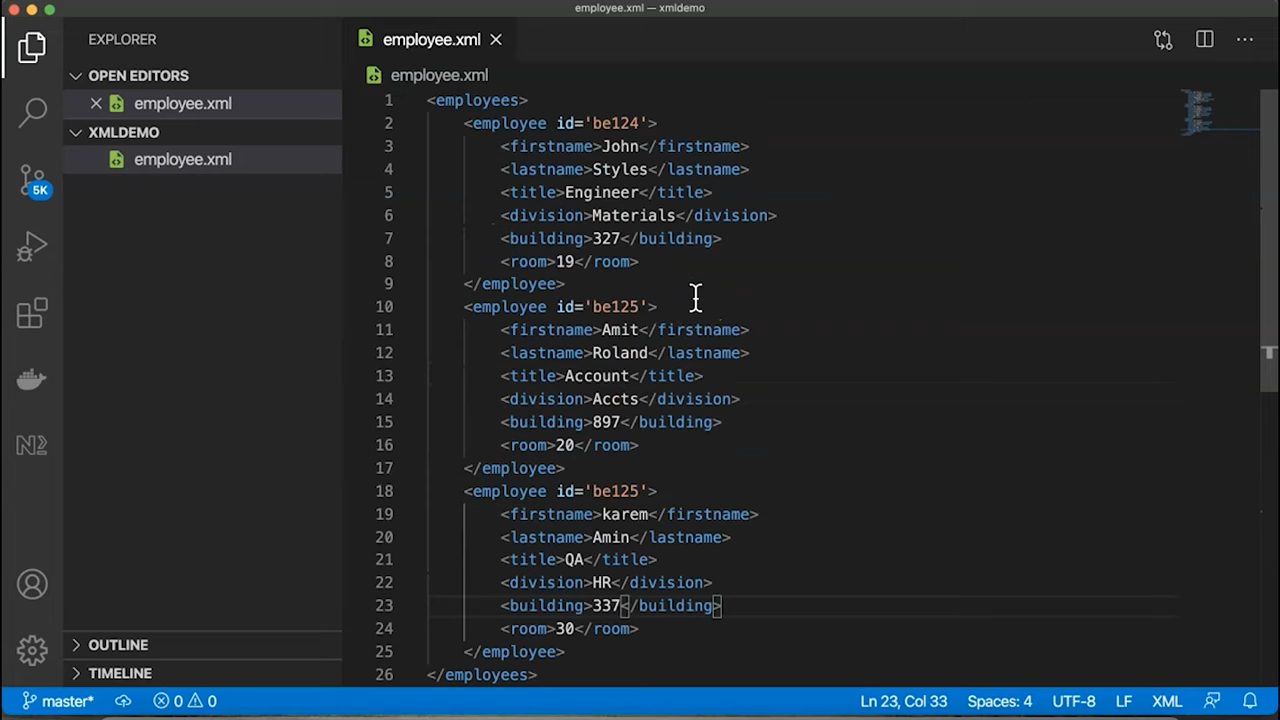 employee.xml — xmldemo
EXPLORER
OPEN EDITORS
employee.xml
XMLDEMO
employee.xml
5K
OUTLINE
TIMELINE
employee.xml
employee.xml
1 <employees>
2 <employee id='be124'>
3 <firstname>John</firstname>
4 <lastname>Styles</lastname>
5 <title>Engineer</title>
6 <division>Materials</division>
7 <building>327</building>
8 <room>19</room>
9 </employee>
10 <employee id='be125'>
11 <firstname>Amit</firstname>
12 <lastname>Roland</lastname>
13 <title>Account</title>
14 <division>Accts</division>
15 <building>897</building>
16 <room>20</room>
17 </employee>
18 <employee id='be125'>
19 <firstname>karem</firstname>
20 <lastname>Amin</lastname>
21 <title>QA</title>
22 <division>HR</division>
23 <building>337</building>
24 <room>30</room>
25 </employee>
26 </employees>
master* 0 0 Ln 23, Col 33 Spaces: 4 UTF-8 LF XML